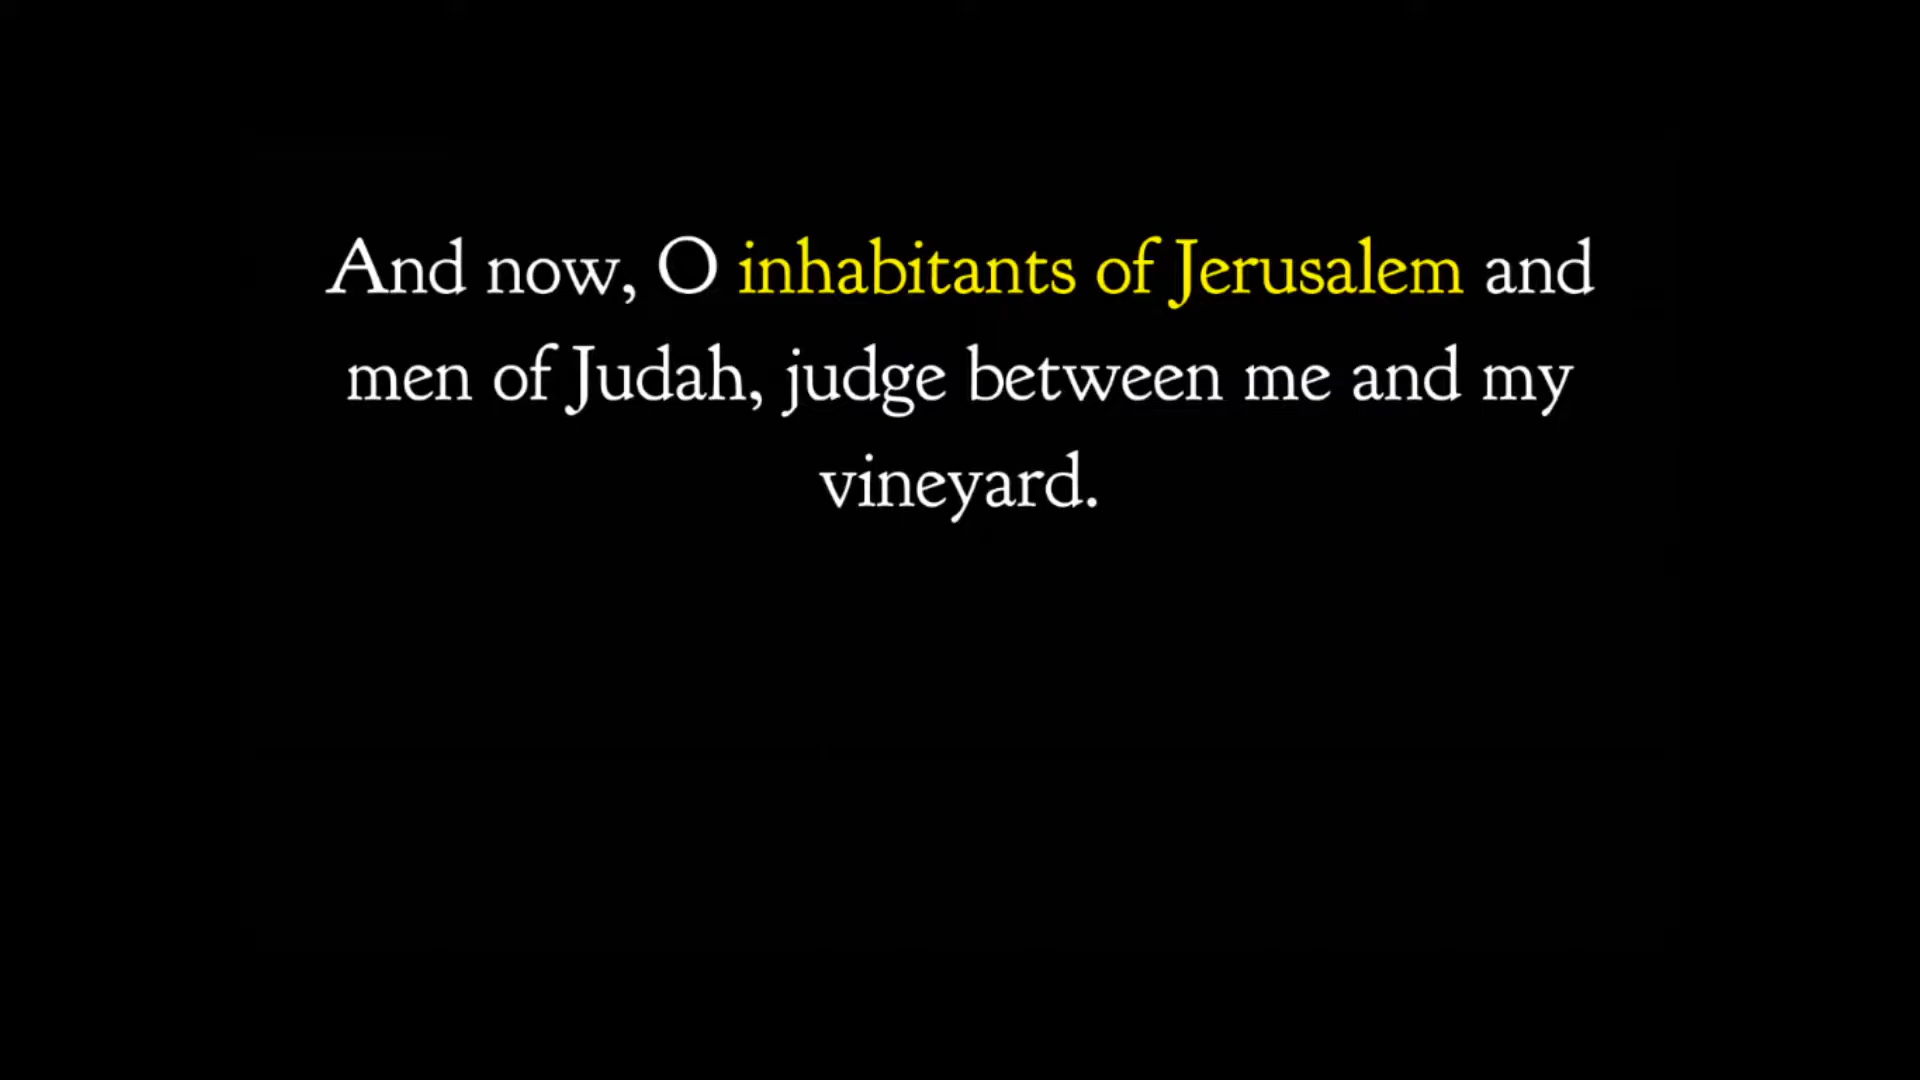 And now, O inhabitants of Jerusalem and
men of Judah, judge between me and my
vineyard.